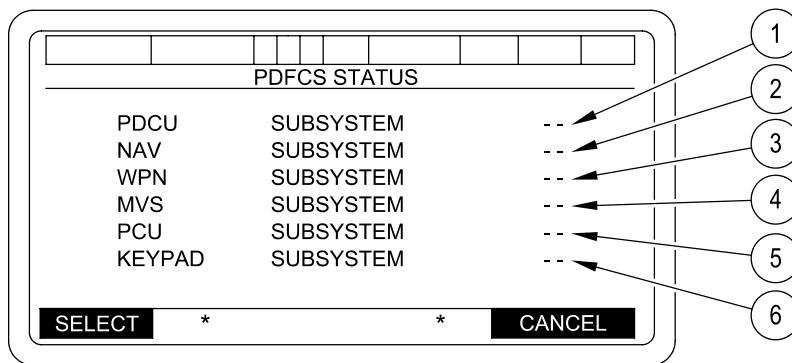 PDFCS STATUS
PDCU SUBSYSTEM - - 1
NAV SUBSYSTEM - - 2
WPN SUBSYSTEM - - 3
MVS SUBSYSTEM - - 4
PCU SUBSYSTEM - - 5
KEYPAD SUBSYSTEM - - 6
SELECT * * CANCEL